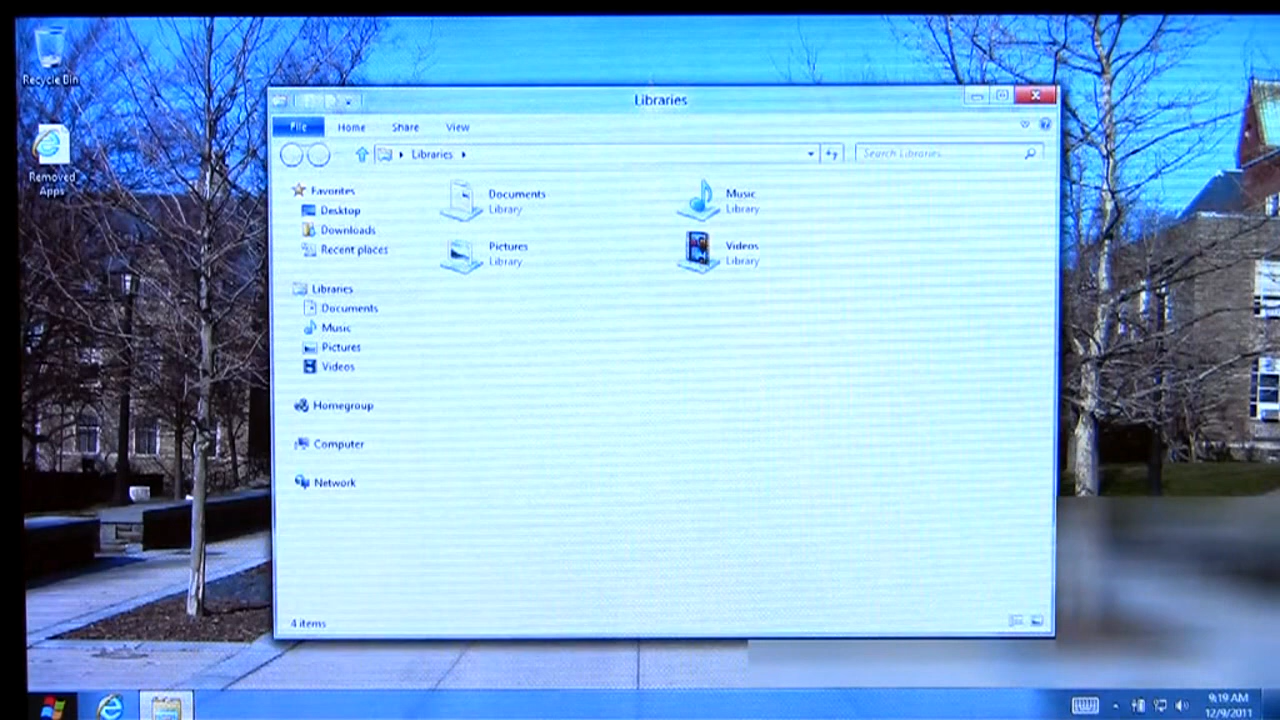 Recycle Bin
Removed
Apps
Libraries
File Home Share View
Libraries
Search Libraries
Favorites
Desktop
Downloads
Recent places
Libraries
Documents
Music
Pictures
Videos
Homegroup
Computer
Network
Documents
Library
Music
Library
Pictures
Library
Videos
Library
4 items
9:19 AM
12/9/2011